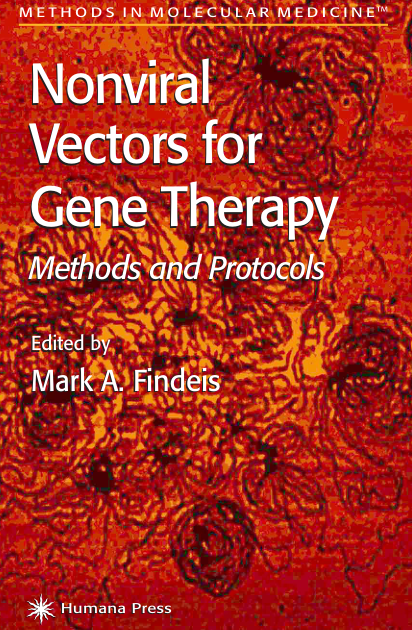 METHODS IN MOLECULAR MEDICINE™
Nonviral
Vectors for
Gene Therapy
Methods and Protocols
Edited by
Mark A. Findeis
Humana Press